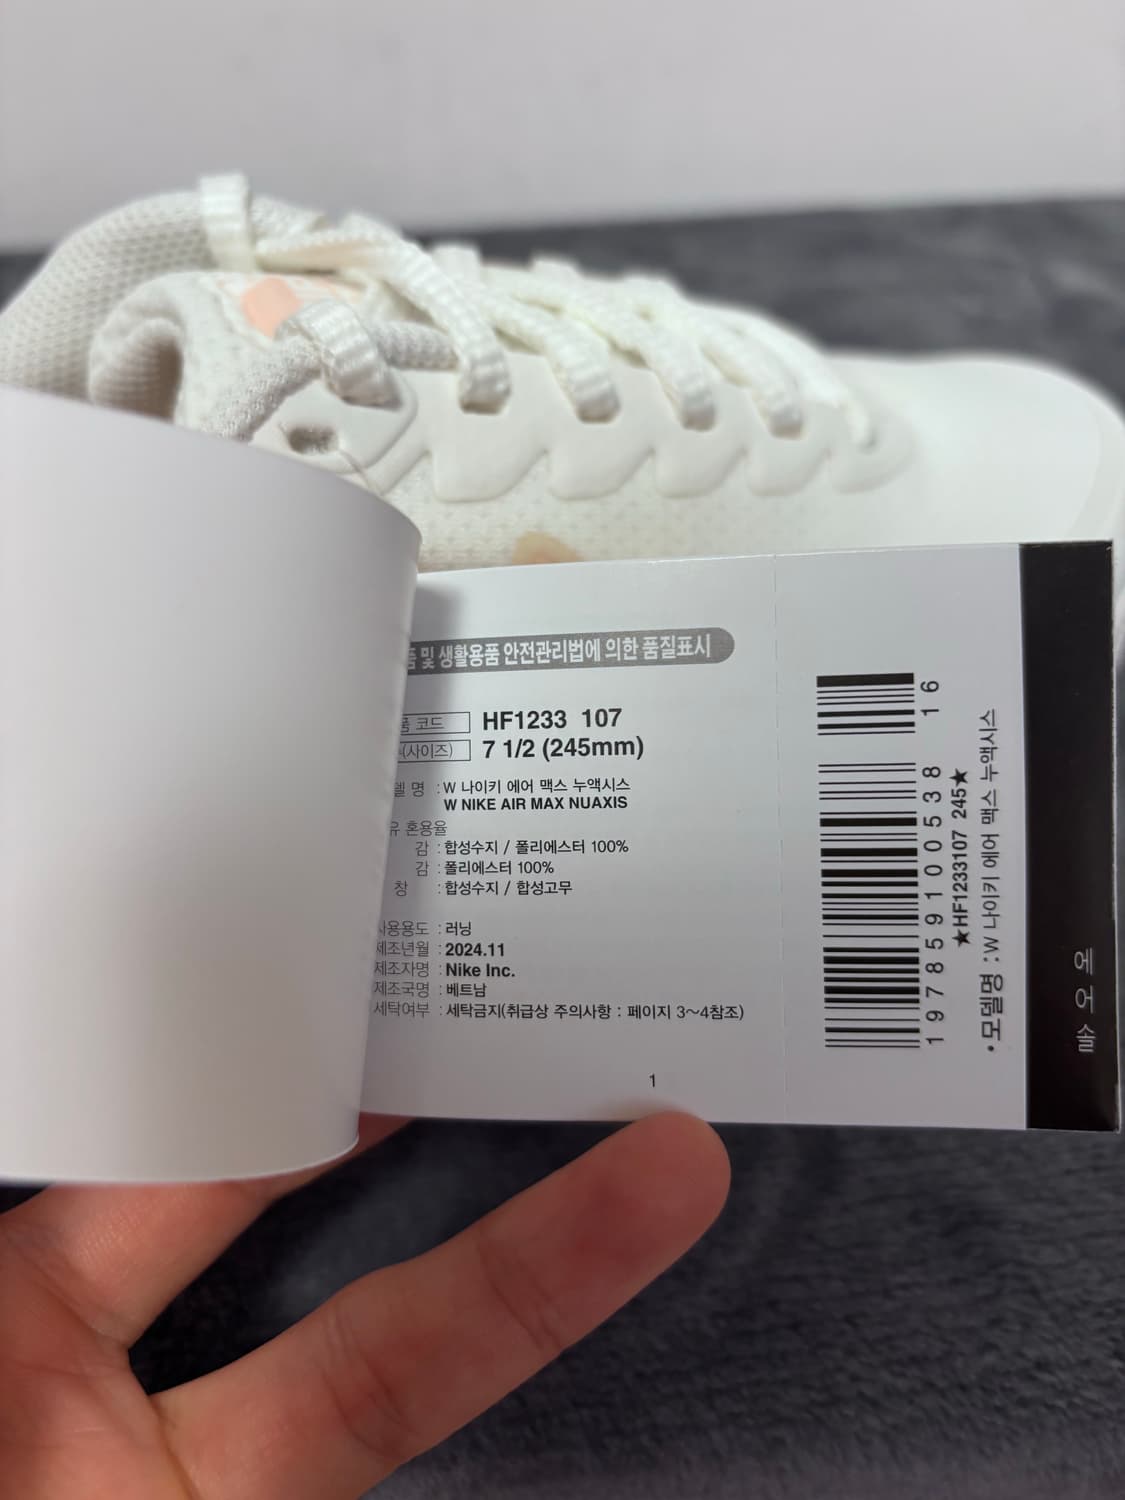 및 생활용품 안전관리법에 의한 품질표시
코드 HF1233 107
(사이즈) 7 1/2 (245mm)
명 : W 나이키 에어 맥스 누액시스
W NIKE AIR MAX NUAXIS
혼용율
감 : 합성수지 / 폴리에스터 100%
감 : 폴리에스터 100%
창 : 합성수지 / 합성고무
사용용도 : 러닝
제조년월 : 2024.11
제조자명 : Nike Inc.
제조국명 : 베트남
세탁여부 : 세탁금지(취급상 주의사항 : 페이지 3~4참조)
1
197859100538 16
★HF1233107 245★
• 모델명 : W 나이키 에어 맥스 누액시스
에어솔